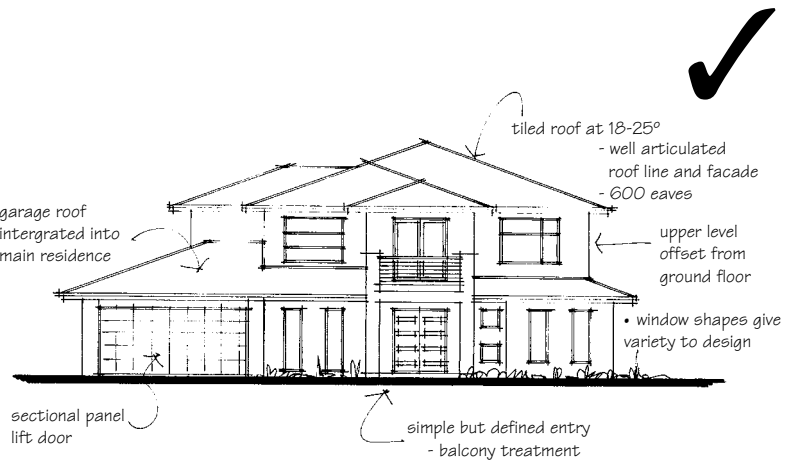 tiled roof at 18-25º
- well articulated
roof line and facade
- 600 eaves
garage roof
intergrated into
main residence
upper level
offset from
ground floor
• window shapes give
variety to design
sectional panel
lift door
simple but defined entry
- balcony treatment